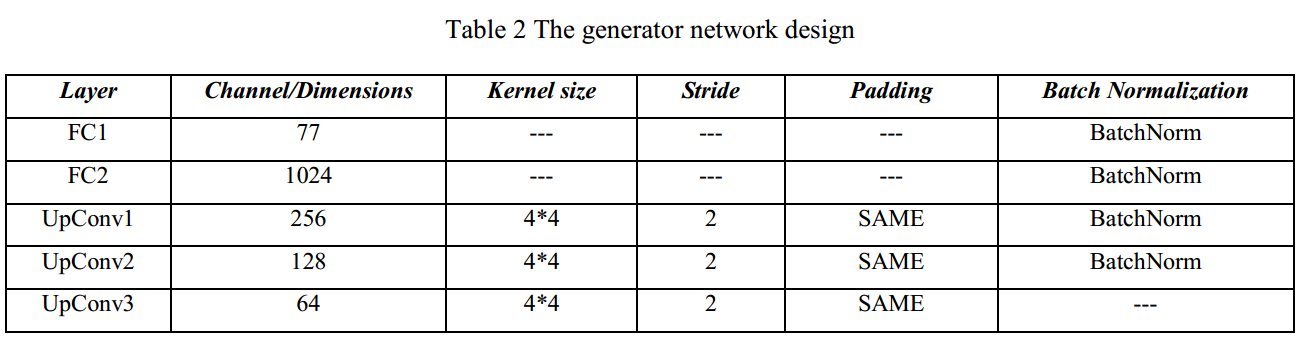 Table 2 The generator network design
Layer Channel/Dimensions Kernel size Stride Padding Batch Normalization
FC1 77 --- --- --- BatchNorm
FC2 1024 --- --- --- BatchNorm
UpConv1 256 4*4 2 SAME BatchNorm
UpConv2 128 4*4 2 SAME BatchNorm
UpConv3 64 4*4 2 SAME ---